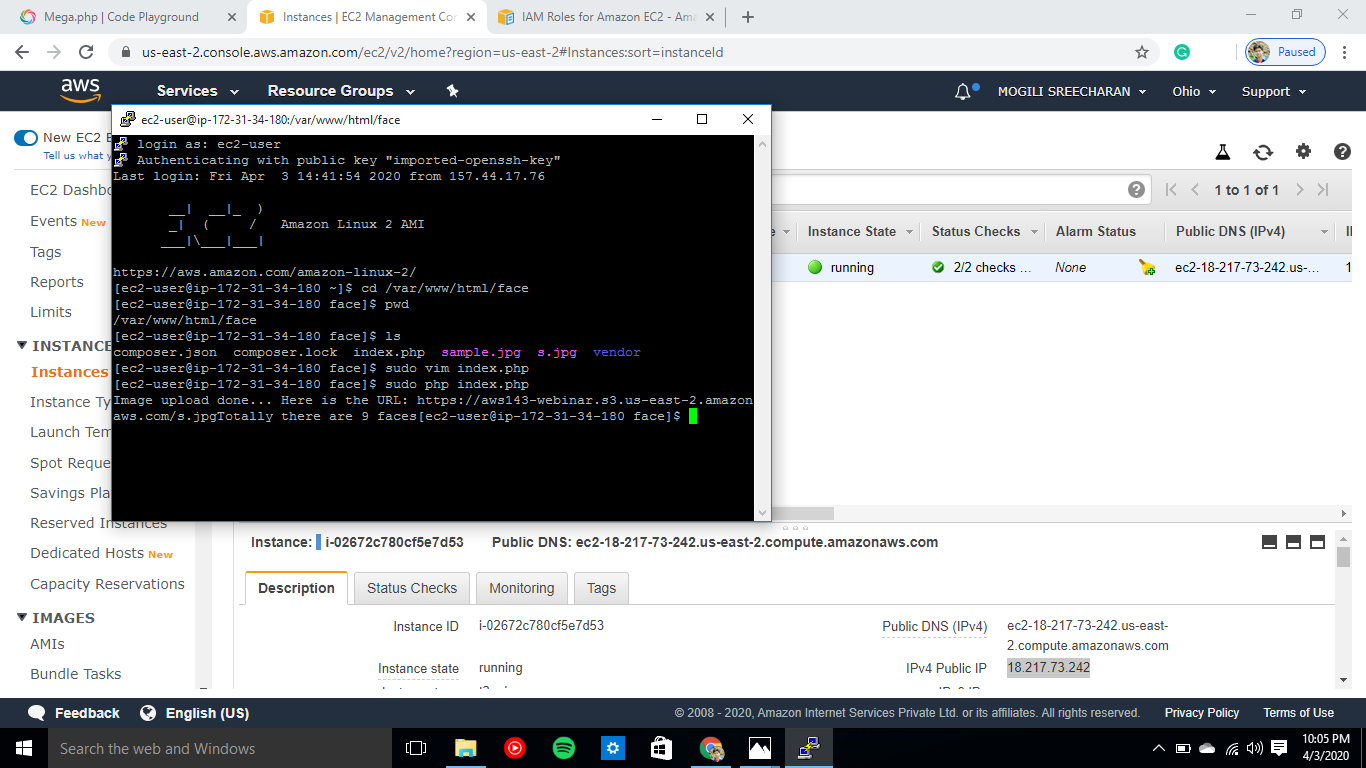 Mega.php | Code Playground
Instances | EC2 Management Con
IAM Roles for Amazon EC2 - Ama
us-east-2.console.aws.amazon.com/ec2/v2/home?region=us-east-2#Instances:sort=instanceId
Paused
aws
Services
Resource Groups
MOGILI SREECHARAN
Ohio
Support
ec2-user@ip-172-31-34-180:/var/www/html/face
login as: ec2-user
Authenticating with public key "imported-openssh-key"
Last login: Fri Apr  3 14:41:54 2020 from 157.44.17.76
       __|  __|_  )
       _|  (     /   Amazon Linux 2 AMI
      ___|\___|___|
https://aws.amazon.com/amazon-linux-2/
[ec2-user@ip-172-31-34-180 ~]$ cd /var/www/html/face
[ec2-user@ip-172-31-34-180 face]$ pwd
/var/www/html/face
[ec2-user@ip-172-31-34-180 face]$ ls
composer.json  composer.lock  index.php  sample.jpg  s.jpg  vendor
[ec2-user@ip-172-31-34-180 face]$ sudo vim index.php
[ec2-user@ip-172-31-34-180 face]$ sudo php index.php
Image upload done... Here is the URL: https://aws143-webinar.s3.us-east-2.amazon
aws.com/s.jpgTotally there are 9 faces[ec2-user@ip-172-31-34-180 face]$
New EC2 E
Tell us what y
EC2 Dashbo
Events New
Tags
Reports
Limits
INSTANCE
Instances
Instance Ty
Launch Tem
Spot Reque
Savings Pla
Reserved Instances
Dedicated Hosts New
Capacity Reservations
IMAGES
AMIs
Bundle Tasks
1 to 1 of 1
Instance State
Status Checks
Alarm Status
Public DNS (IPv4)
running
2/2 checks ...
None
ec2-18-217-73-242.us-...
1
Instance: i-02672c780cf5e7d53 Public DNS: ec2-18-217-73-242.us-east-2.compute.amazonaws.com
Description
Status Checks
Monitoring
Tags
Instance ID i-02672c780cf5e7d53
Public DNS (IPv4) ec2-18-217-73-242.us-east-
2.compute.amazonaws.com
Instance state running
IPv4 Public IP 18.217.73.242
Feedback
English (US)
© 2008 - 2020, Amazon Internet Services Private Ltd. or its affiliates. All rights reserved.
Privacy Policy
Terms of Use
Search the web and Windows
10:05 PM
4/3/2020